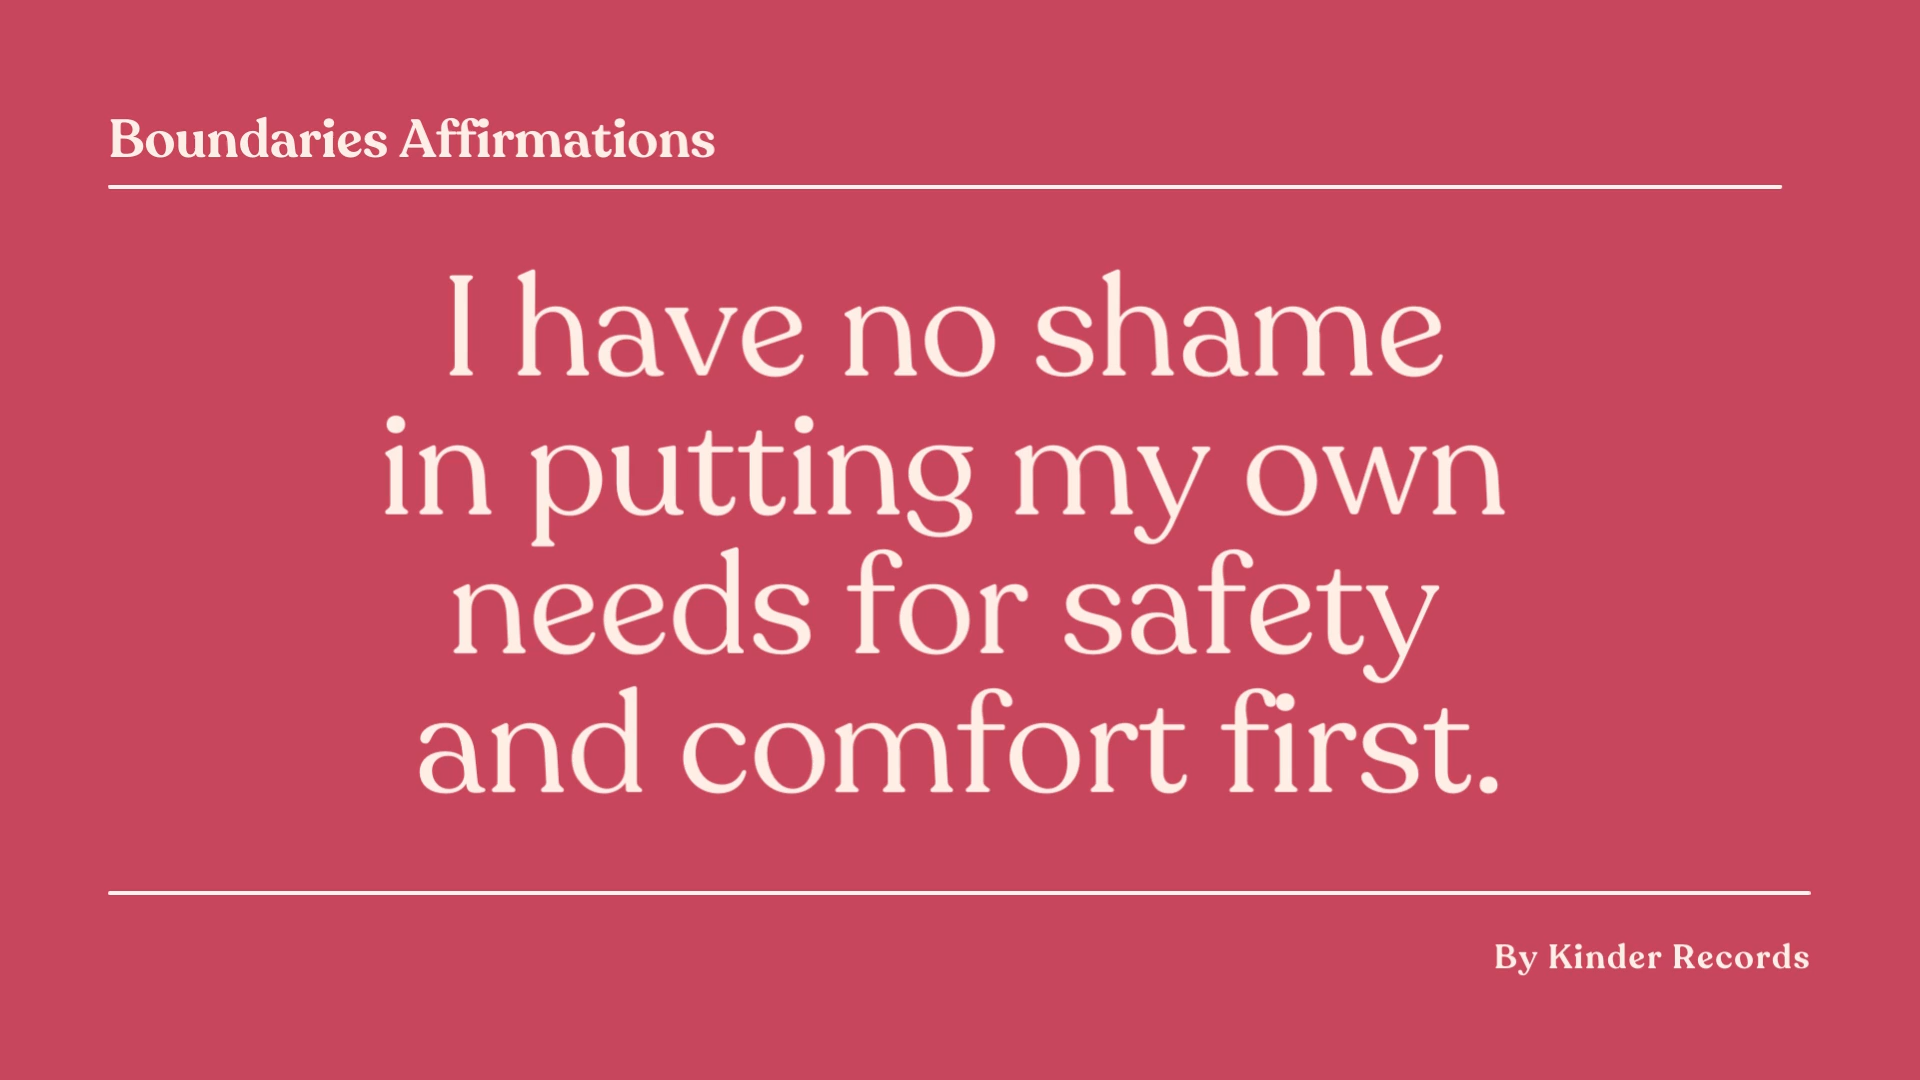 Boundaries Affirmations
I have no shame
in putting my own
needs for safety
and comfort first.
By Kinder Records